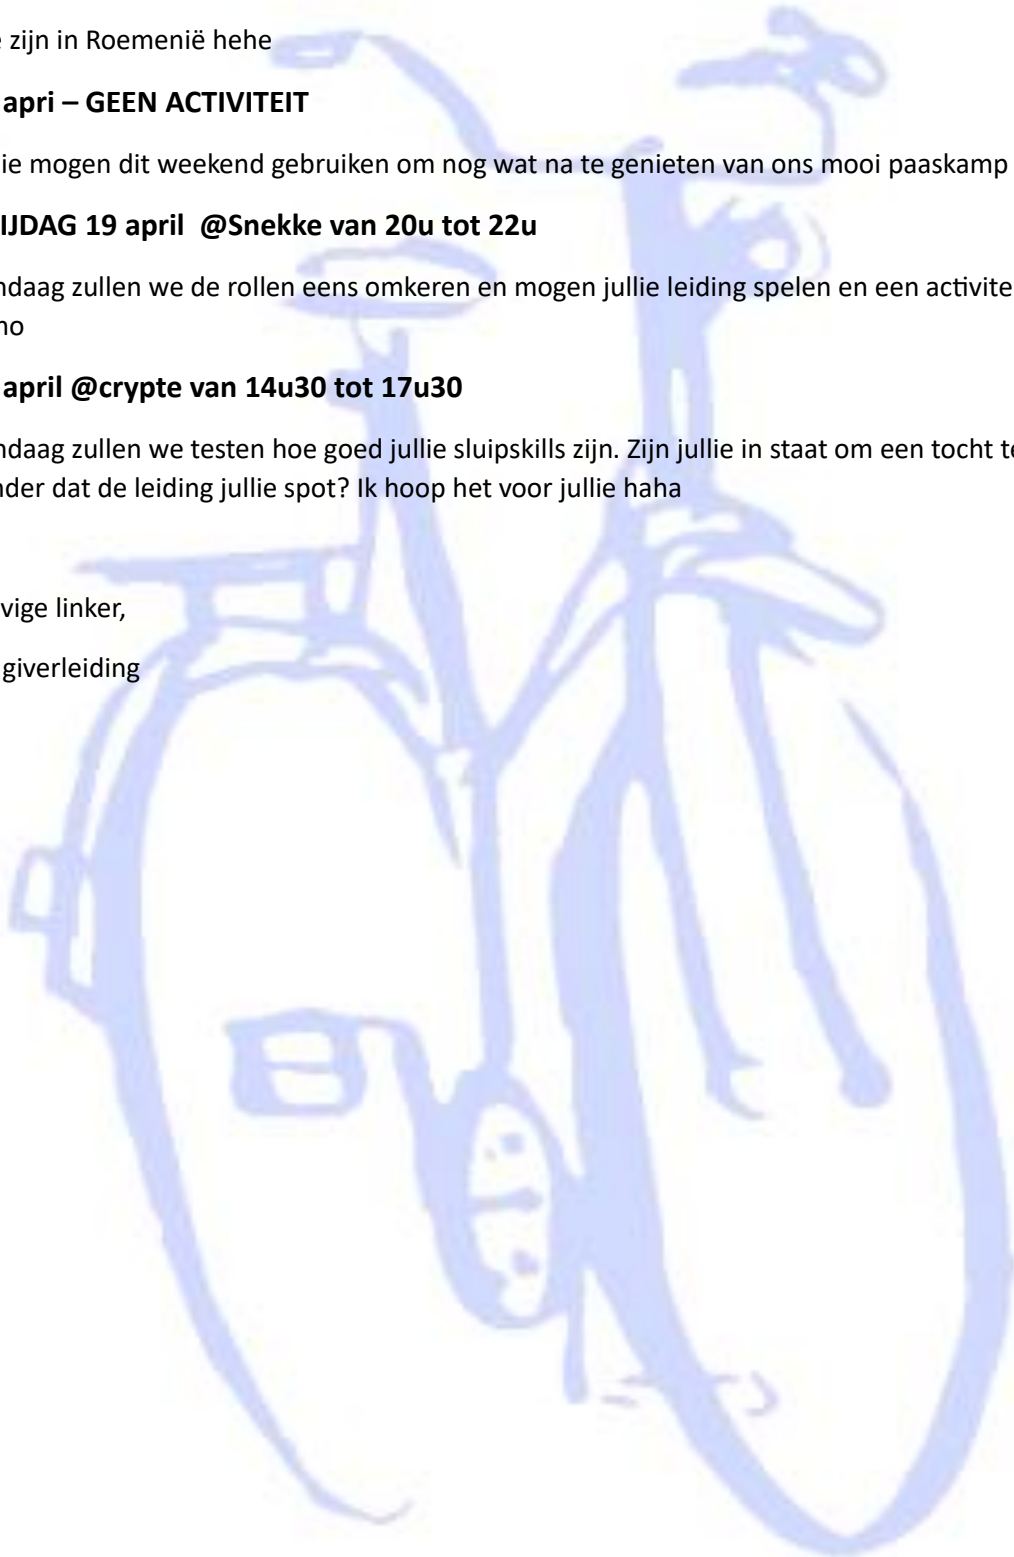 zijn in Roemenië hehe
apri – GEEN ACTIVITEIT
ie mogen dit weekend gebruiken om nog wat na te genieten van ons mooi paaskamp
IJDAG 19 april @Snekke van 20u tot 22u
ndaag zullen we de rollen eens omkeren en mogen jullie leiding spelen en een activite
no
april @crypte van 14u30 tot 17u30
ndaag zullen we testen hoe goed jullie sluipskills zijn. Zijn jullie in staat om een tocht te
nder dat de leiding jullie spot? Ik hoop het voor jullie haha
vige linker,
giverleiding